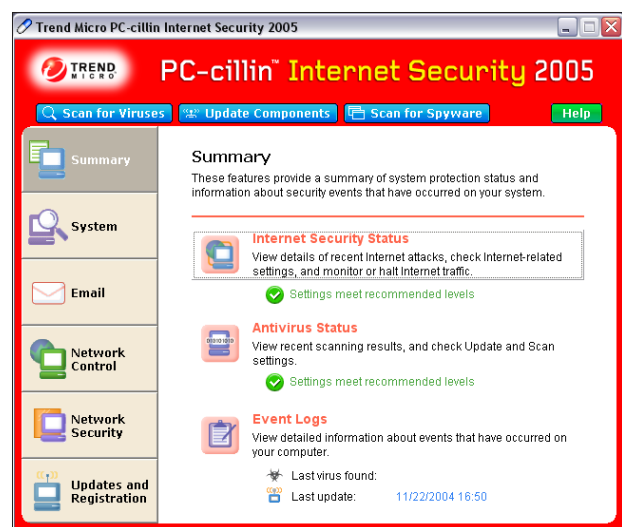 Trend Micro PC-cillin Internet Security 2005
TREND MICRO
PC-cillin™ Internet Security 2005
Scan for Viruses
Update Components
Scan for Spyware
Help
Summary
System
Email
Network
Control
Network
Security
Updates and
Registration
Summary
These features provide a summary of system protection status and
information about security events that have occurred on your system.
Internet Security Status
View details of recent Internet attacks, check Internet-related
settings, and monitor or halt Internet traffic.
Settings meet recommended levels
Antivirus Status
View recent scanning results, and check Update and Scan
settings.
Settings meet recommended levels
Event Logs
View detailed information about events that have occurred on
your computer.
Last virus found:
Last update: 11/22/2004 16:50